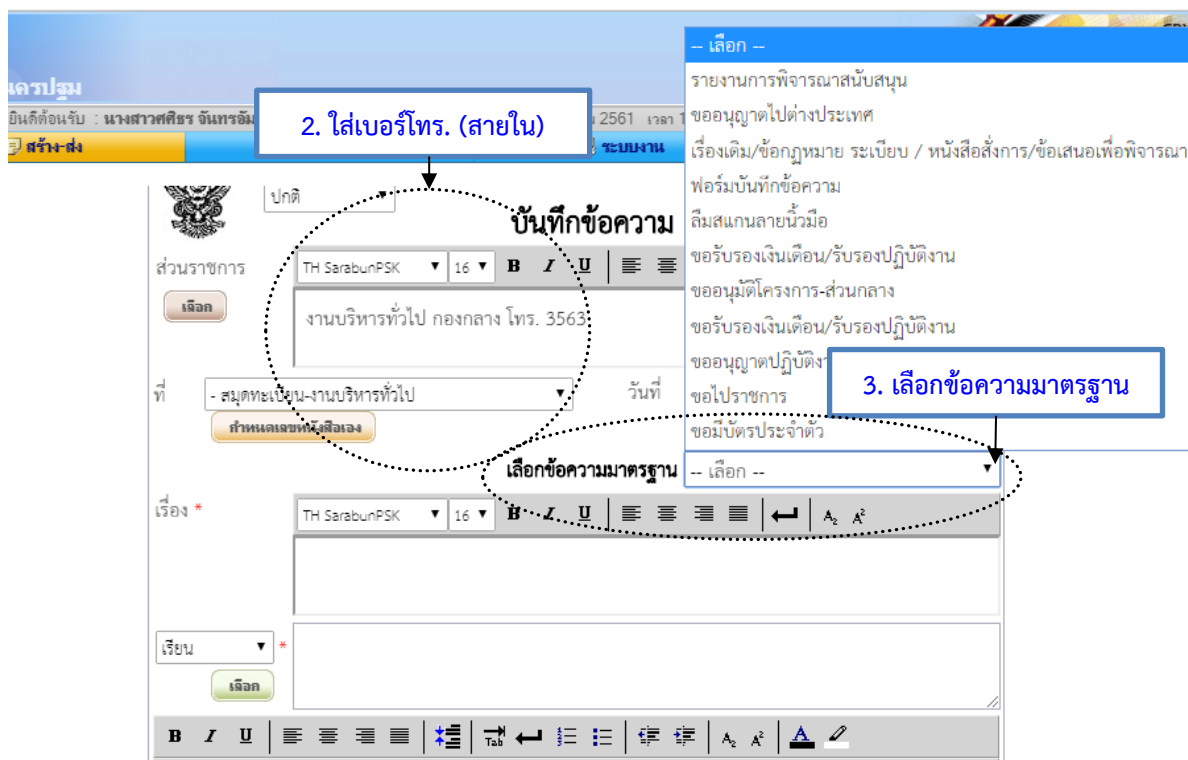 -- เลือก --
นครปฐม
ยินดีต้อนรับ : นางสาวศศิธร จันทรอัม
2561 เวลา 1
สร้าง-ส่ง
ระบบงาน
2. ใส่เบอร์โทร. (สายใน)
รายงานการพิจารณาสนับสนุน
ขออนุญาตไปต่างประเทศ
เรื่องเดิม/ข้อกฎหมาย ระเบียบ / หนังสือสั่งการ/ข้อเสนอเพื่อพิจารณา
ฟอร์มบันทึกข้อความ
ลืมสแกนลายนิ้วมือ
ขอรับรองเงินเดือน/รับรองปฏิบัติงาน
ขออนุมัติโครงการ-ส่วนกลาง
ขอรับรองเงินเดือน/รับรองปฏิบัติงาน
ขออนุญาตปฏิบัติงา
ขอไปราชการ
ขอมีบัตรประจำตัว
3. เลือกข้อความมาตรฐาน
ปกติ
บันทึกข้อความ
ส่วนราชการ
TH SarabunPSK 16 B I U
เลือก
งานบริหารทั่วไป กองกลาง โทร. 3563
ที่ - สมุดทะเบียน-งานบริหารทั่วไป วันที่
กำหนดเลขหนังสือเอง
เลือกข้อความมาตรฐาน -- เลือก --
เรื่อง *
TH SarabunPSK 16 B I U A2 A2
เรียน *
เลือก
B I U Tab A2 A2 A